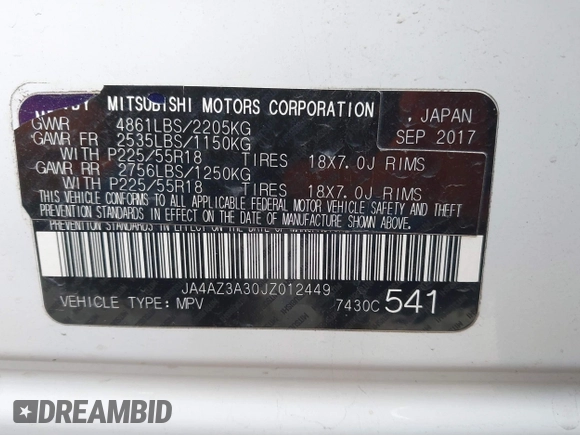 MITSUBISHI MOTORS CORPORATION , JAPAN
GVWR 4861LBS/2205KG SEP 2017
GAWR FR 2535LBS/1150KG
WITH P225/55R18 TIRES 18X7.0J RIMS
GAWR RR 2756LBS/1250KG
WITH P225/55R18 TIRES 18X7.0J RIMS
THIS VEHICLE CONFORMS TO ALL APPLICABLE FEDERAL MOTOR VEHICLE SAFETY AND THEFT
PREVENTION STANDARDS IN EFFECT ON THE DATE OF MANUFACTURE SHOWN ABOVE.
JA4AZ3A30JZ012449
VEHICLE TYPE: MPV 7430C 541
DREAMBID